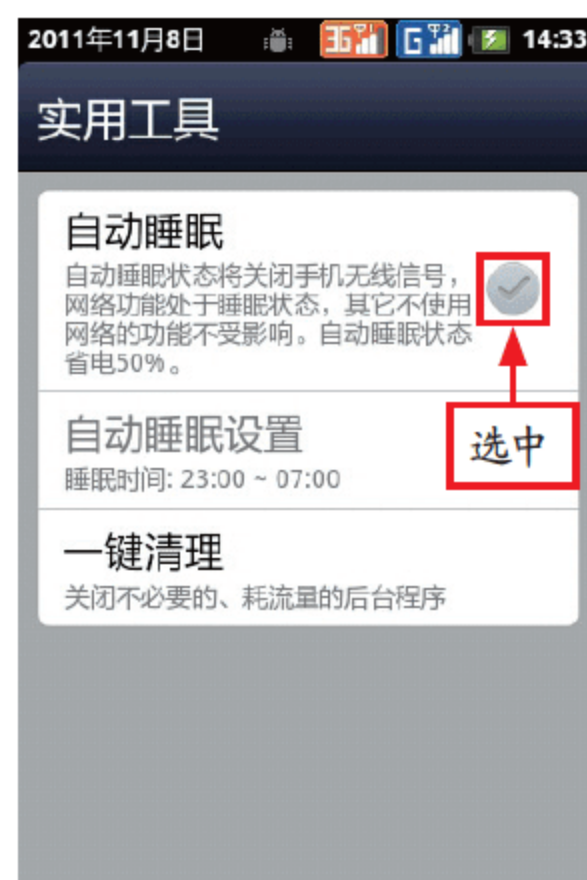 2011年11月8日 3G 1 G 2 14:33
实用工具
自动睡眠
自动睡眠状态将关闭手机无线信号，
网络功能处于睡眠状态，其它不使用
网络的功能不受影响。自动睡眠状态
省电50%。
选中
自动睡眠设置
睡眠时间: 23:00 ~ 07:00
一键清理
关闭不必要的、耗流量的后台程序